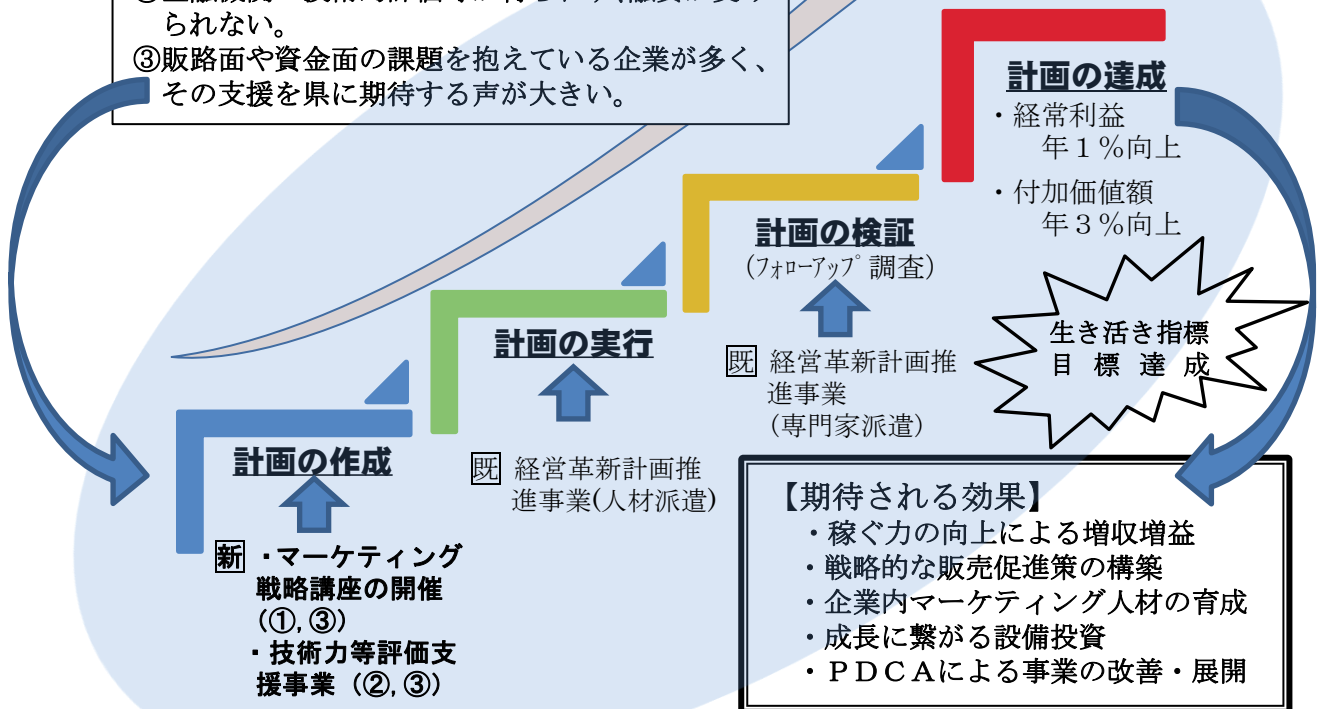 られない。
③販路面や資金面の課題を抱えている企業が多く、
その支援を県に期待する声が大きい。
計画の達成
・経常利益
年１％向上
・付加価値額
年３％向上
計画の検証
(ﾌｫﾛｰｱｯﾌﾟ調査)
生き活き指標
目 標 達 成
計画の実行
既 経営革新計画推
進事業
(専門家派遣)
計画の作成
既 経営革新計画推
進事業(人材派遣)
新 ・マーケティング
戦略講座の開催
(①,③)
・技術力等評価支
援事業 (②,③)
【期待される効果】
・稼ぐ力の向上による増収増益
・戦略的な販売促進策の構築
・企業内マーケティング人材の育成
・成長に繋がる設備投資
・ＰＤＣＡによる事業の改善・展開